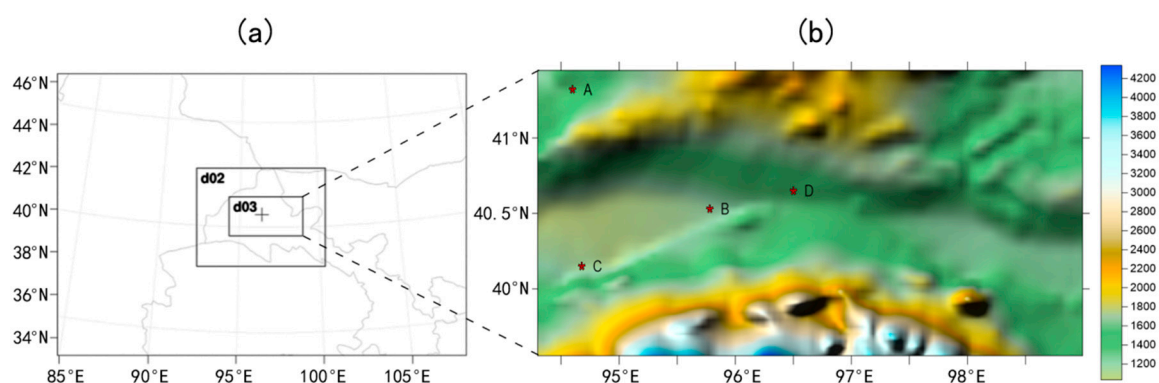 (a)
(b)
46°N
44°N
42°N
40°N
38°N
36°N
34°N
d02
d03
85°E
90°E
95°E
100°E
105°E
A
B
C
D
41°N
40.5°N
40°N
95°E
96°E
97°E
98°E
4200
4000
3800
3600
3400
3200
3000
2800
2600
2400
2200
2000
1800
1600
1400
1200